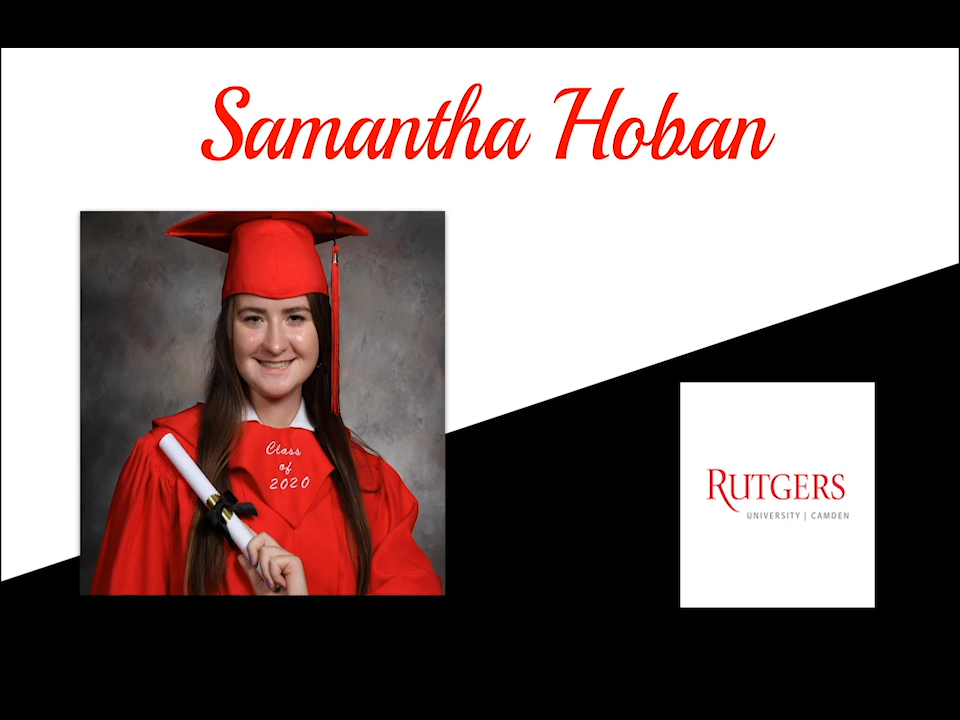 Samantha Hoban
Class
of
2020
RUTGERS
UNIVERSITY | CAMDEN